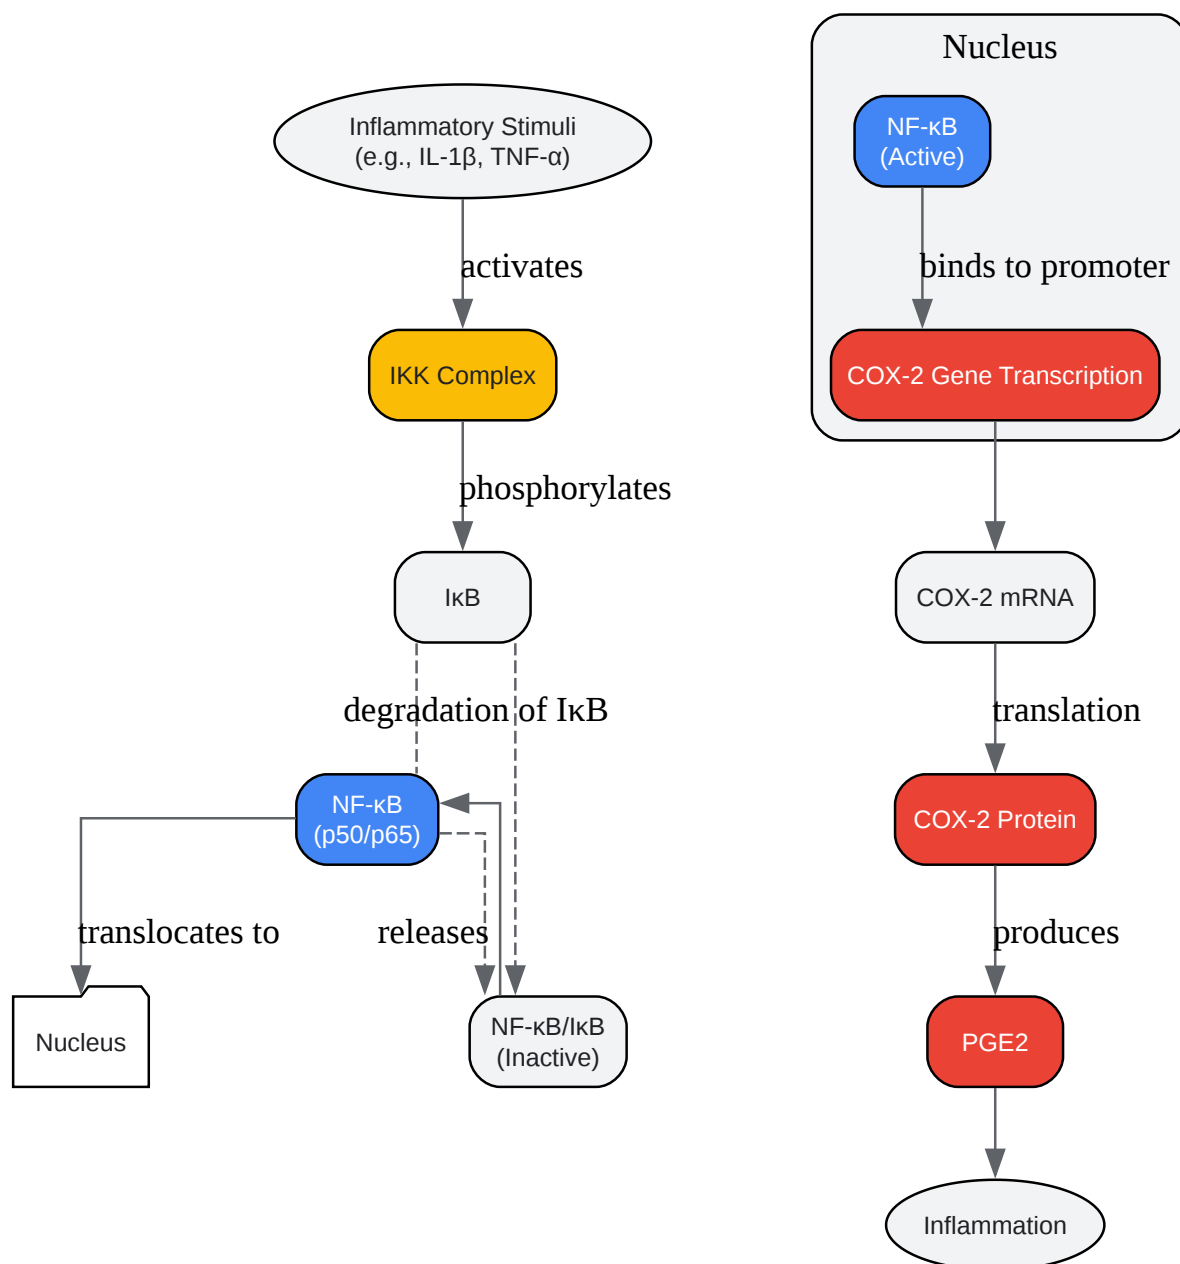 Inflammatory Stimuli
(e.g., IL-1β, TNF-α)
activates
IKK Complex
phosphorylates
IκB
degradation of IκB
NF-κB
(p50/p65)
translocates to
releases
Nucleus
NF-κB/IκB
(Inactive)
Nucleus
NF-κB
(Active)
binds to promoter
COX-2 Gene Transcription
COX-2 mRNA
translation
COX-2 Protein
produces
PGE2
Inflammation